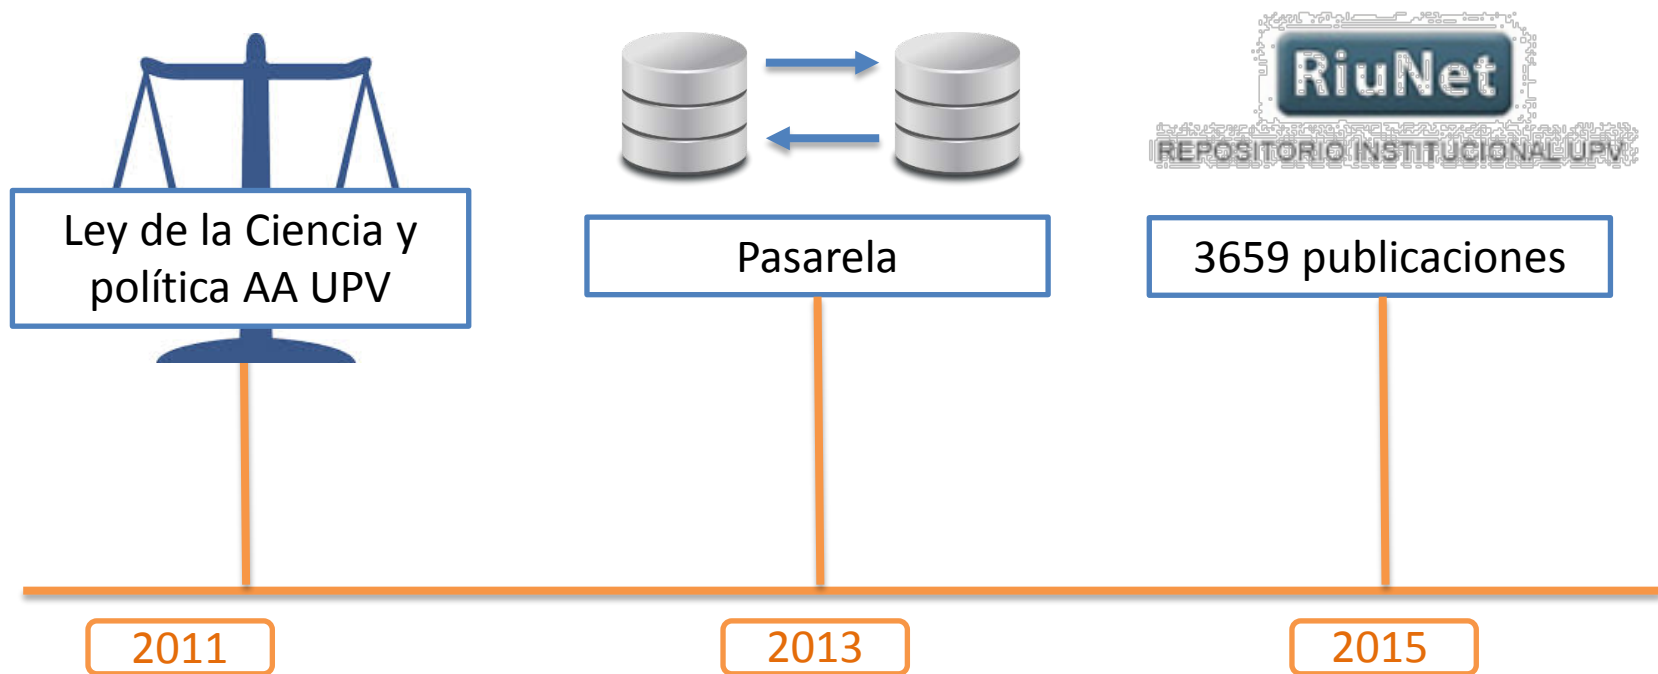 RiuNet
REPOSITORIO INSTITUCIONAL UPV
Ley de la Ciencia y
política AA UPV
Pasarela
3659 publicaciones
2011
2013
2015